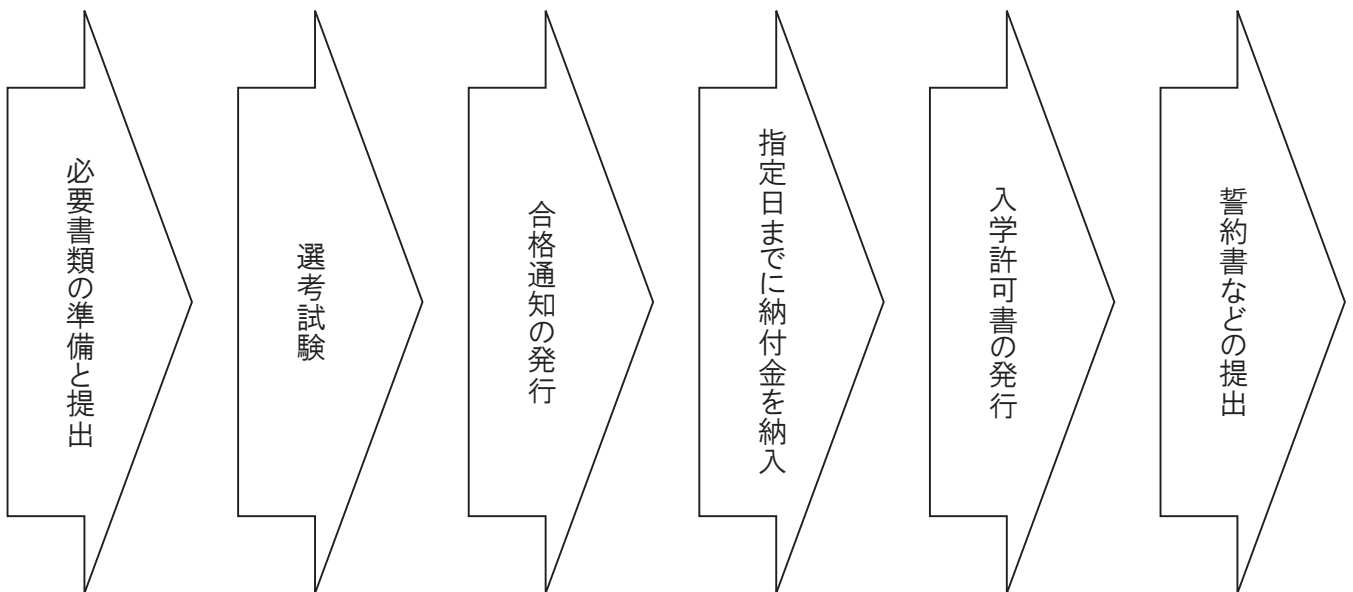 必要書類の準備と提出
選考試験
合格通知の発行
指定日までに納付金を納入
入学許可書の発行
誓約書などの提出